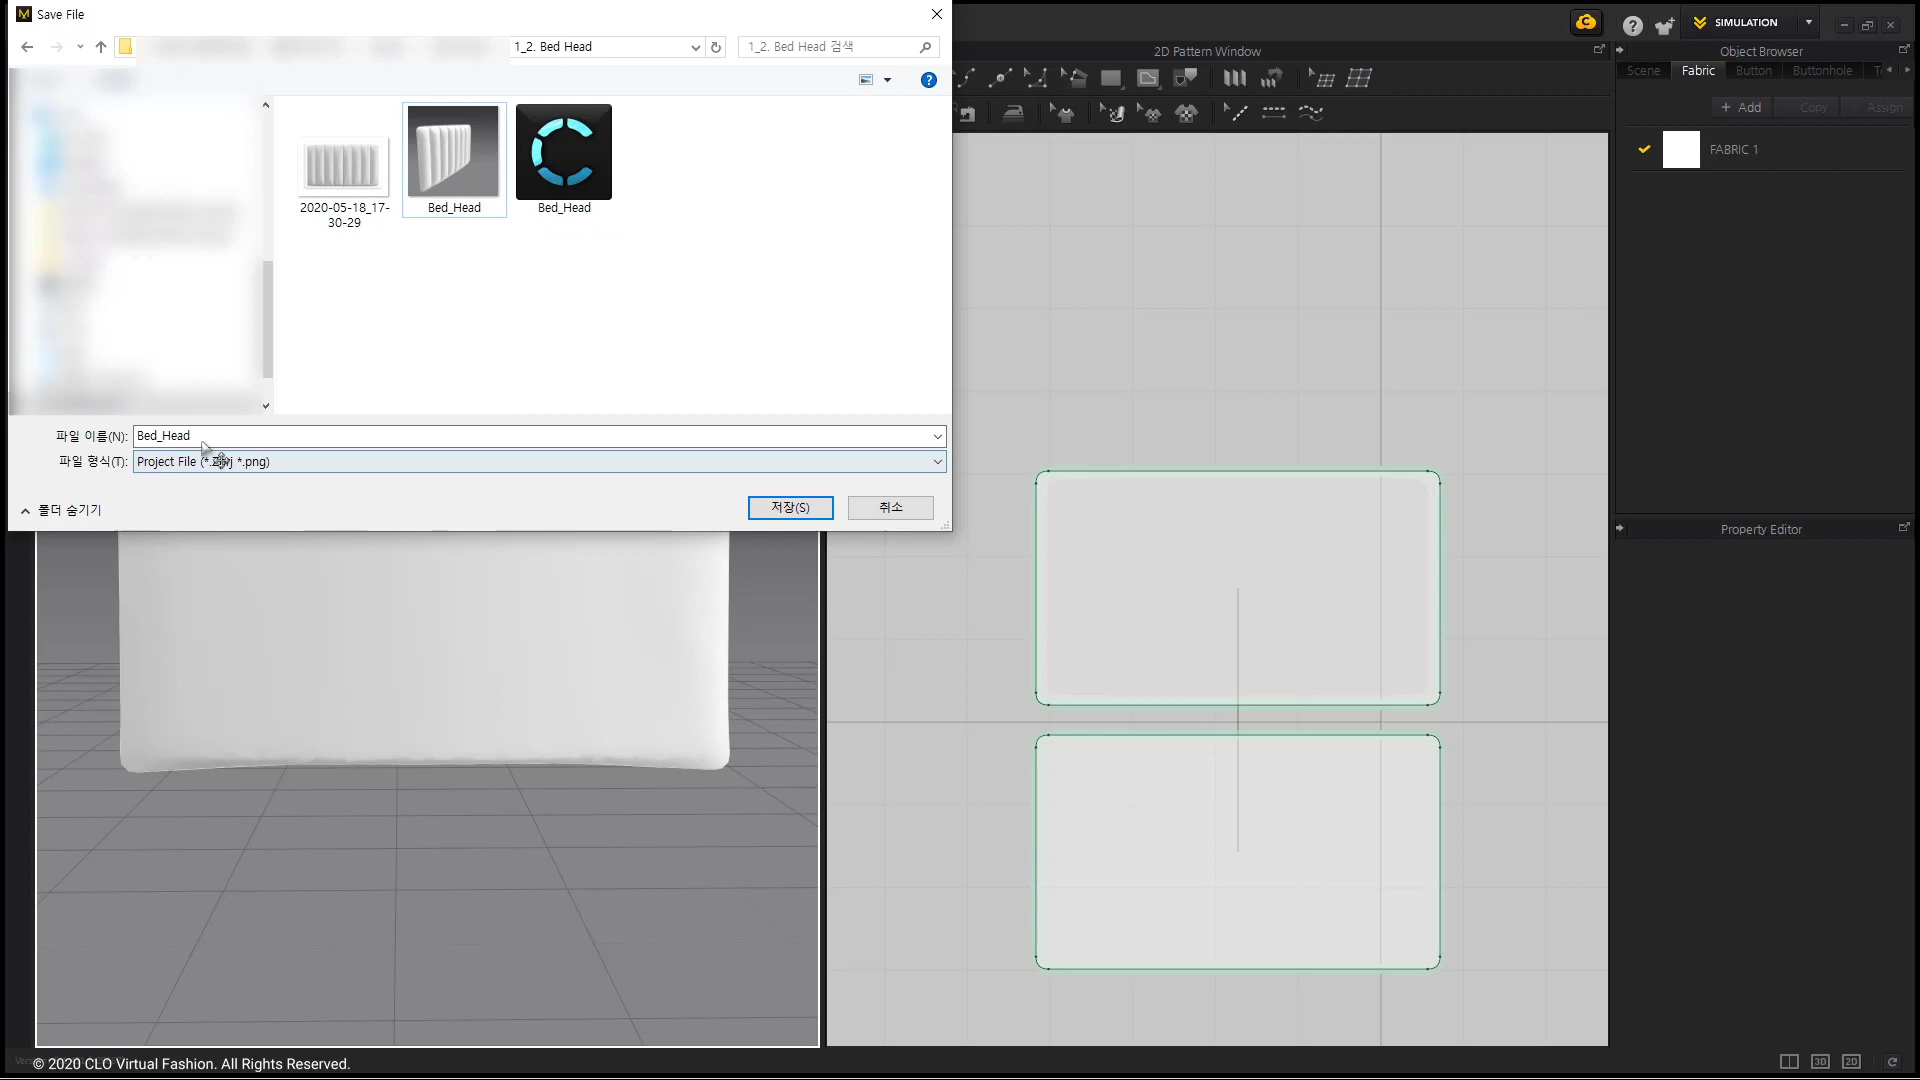 Save File
1_2. Bed Head
1_2. Bed Head 검색
2020-05-18_17-
30-29
Bed_Head
Bed_Head
파일 이름(N): Bed_Head
파일 형식(T): Project File (*.Zprj *.png)
폴더 숨기기
저장(S)
취소
SIMULATION
2D Pattern Window
Object Browser
Scene
Fabric
Button
Buttonhole
+ Add
Copy
Assign
FABRIC 1
Property Editor
© 2020 CLO Virtual Fashion. All Rights Reserved.
3D
2D